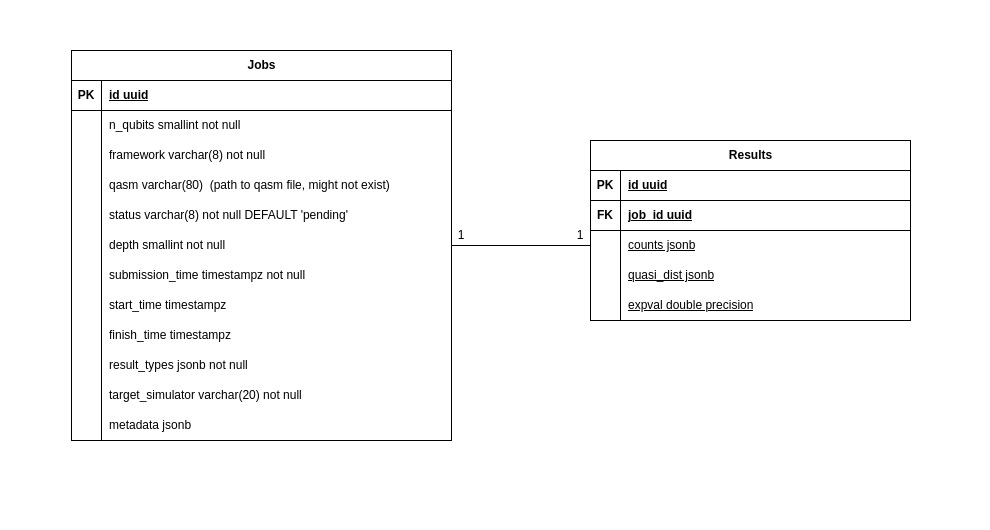 Jobs
PK id uuid
n_qubits smallint not null
framework varchar(8) not null
qasm varchar(80) (path to qasm file, might not exist)
status varchar(8) not null DEFAULT 'pending'
depth smallint not null
submission_time timestampz not null
start_time timestampz
finish_time timestampz
result_types jsonb not null
target_simulator varchar(20) not null
metadata jsonb
1 1
Results
PK id uuid
FK job_id uuid
counts jsonb
quasi_dist jsonb
expval double precision